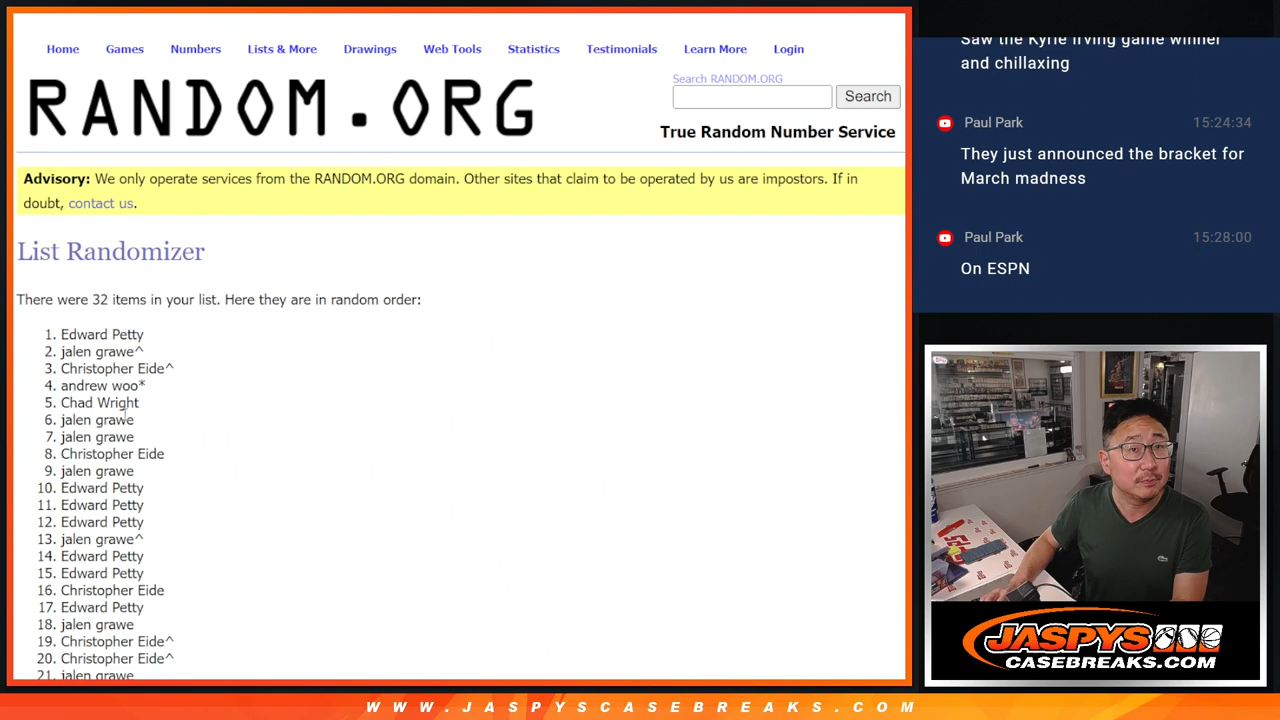 Home Games Numbers Lists & More Drawings Web Tools Statistics Testimonials Learn More Login
RANDOM.ORG
Search RANDOM.ORG
Search
True Random Number Service
Advisory: We only operate services from the RANDOM.ORG domain. Other sites that claim to be operated by us are impostors. If in
doubt, contact us.
List Randomizer
There were 32 items in your list. Here they are in random order:
1. Edward Petty
2. jalen grawe^
3. Christopher Eide^
4. andrew woo*
5. Chad Wright
6. jalen grawe
7. jalen grawe
8. Christopher Eide
9. jalen grawe
10. Edward Petty
11. Edward Petty
12. Edward Petty
13. jalen grawe^
14. Edward Petty
15. Edward Petty
16. Christopher Eide
17. Edward Petty
18. jalen grawe
19. Christopher Eide^
20. Christopher Eide^
21. jalen grawe
Saw the Kyrie Irving game winner
and chillaxing
Paul Park 15:24:34
They just announced the bracket for
March madness
Paul Park 15:28:00
On ESPN
JASPYS
CASEBREAKS.COM
WWW.JASPYSCASEBREAKS.COM